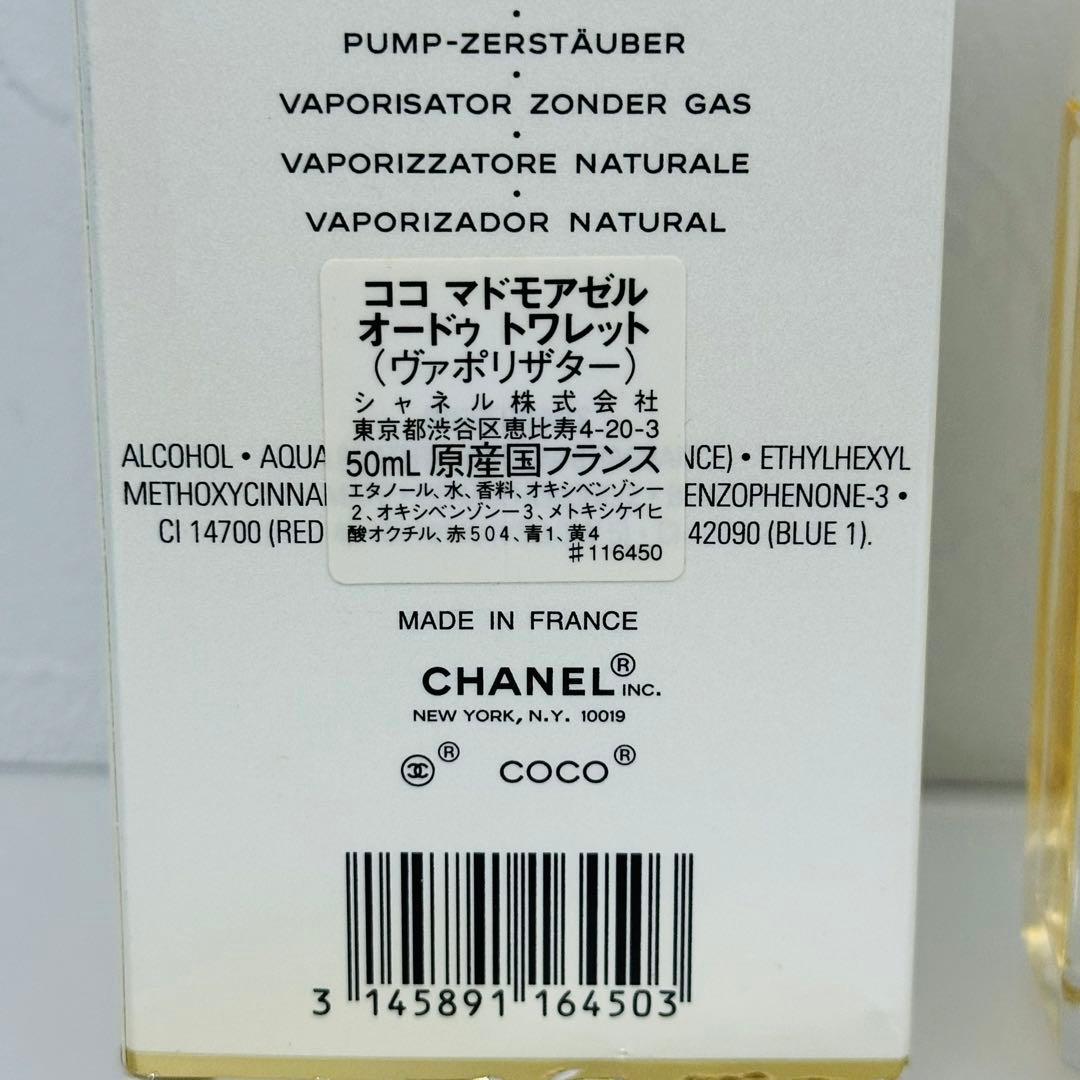 PUMP-ZERSTÄUBER
•
VAPORISATOR ZONDER GAS
•
VAPORIZZATORE NATURALE
•
VAPORIZADOR NATURAL
ココ マドモアゼル
オードゥ トワレット
(ヴァポリザター)
シャネル株式会社
東京都渋谷区恵比寿4-20-3
50mL 原産国フランス
エタノール、水、香料、オキシベンゾン-
2、オキシベンゾン-3、メトキシケイヒ
酸オクチル、赤504、青1、黄4
#116450
ALCOHOL • AQUA NCE) • ETHYLHEXYL
METHOXYCINNA ENZOPHENONE-3 •
CI 14700 (RED 42090 (BLUE 1).
MADE IN FRANCE
CHANEL® INC.
NEW YORK, N.Y. 10019
® COCO®
3 145891 164503